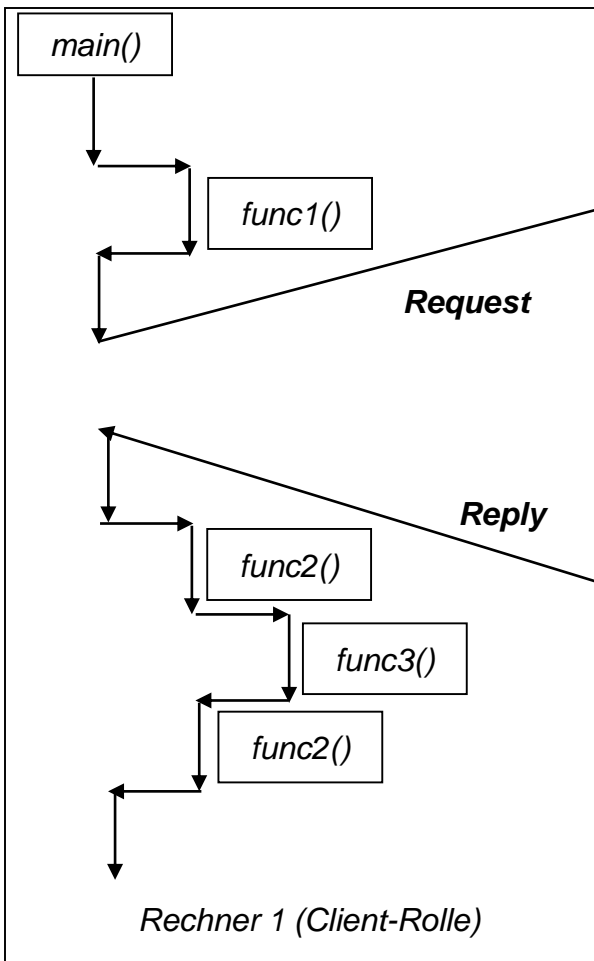 main()
func1()
Request
Reply
func2()
func3()
func2()
Rechner 1 (Client-Rolle)